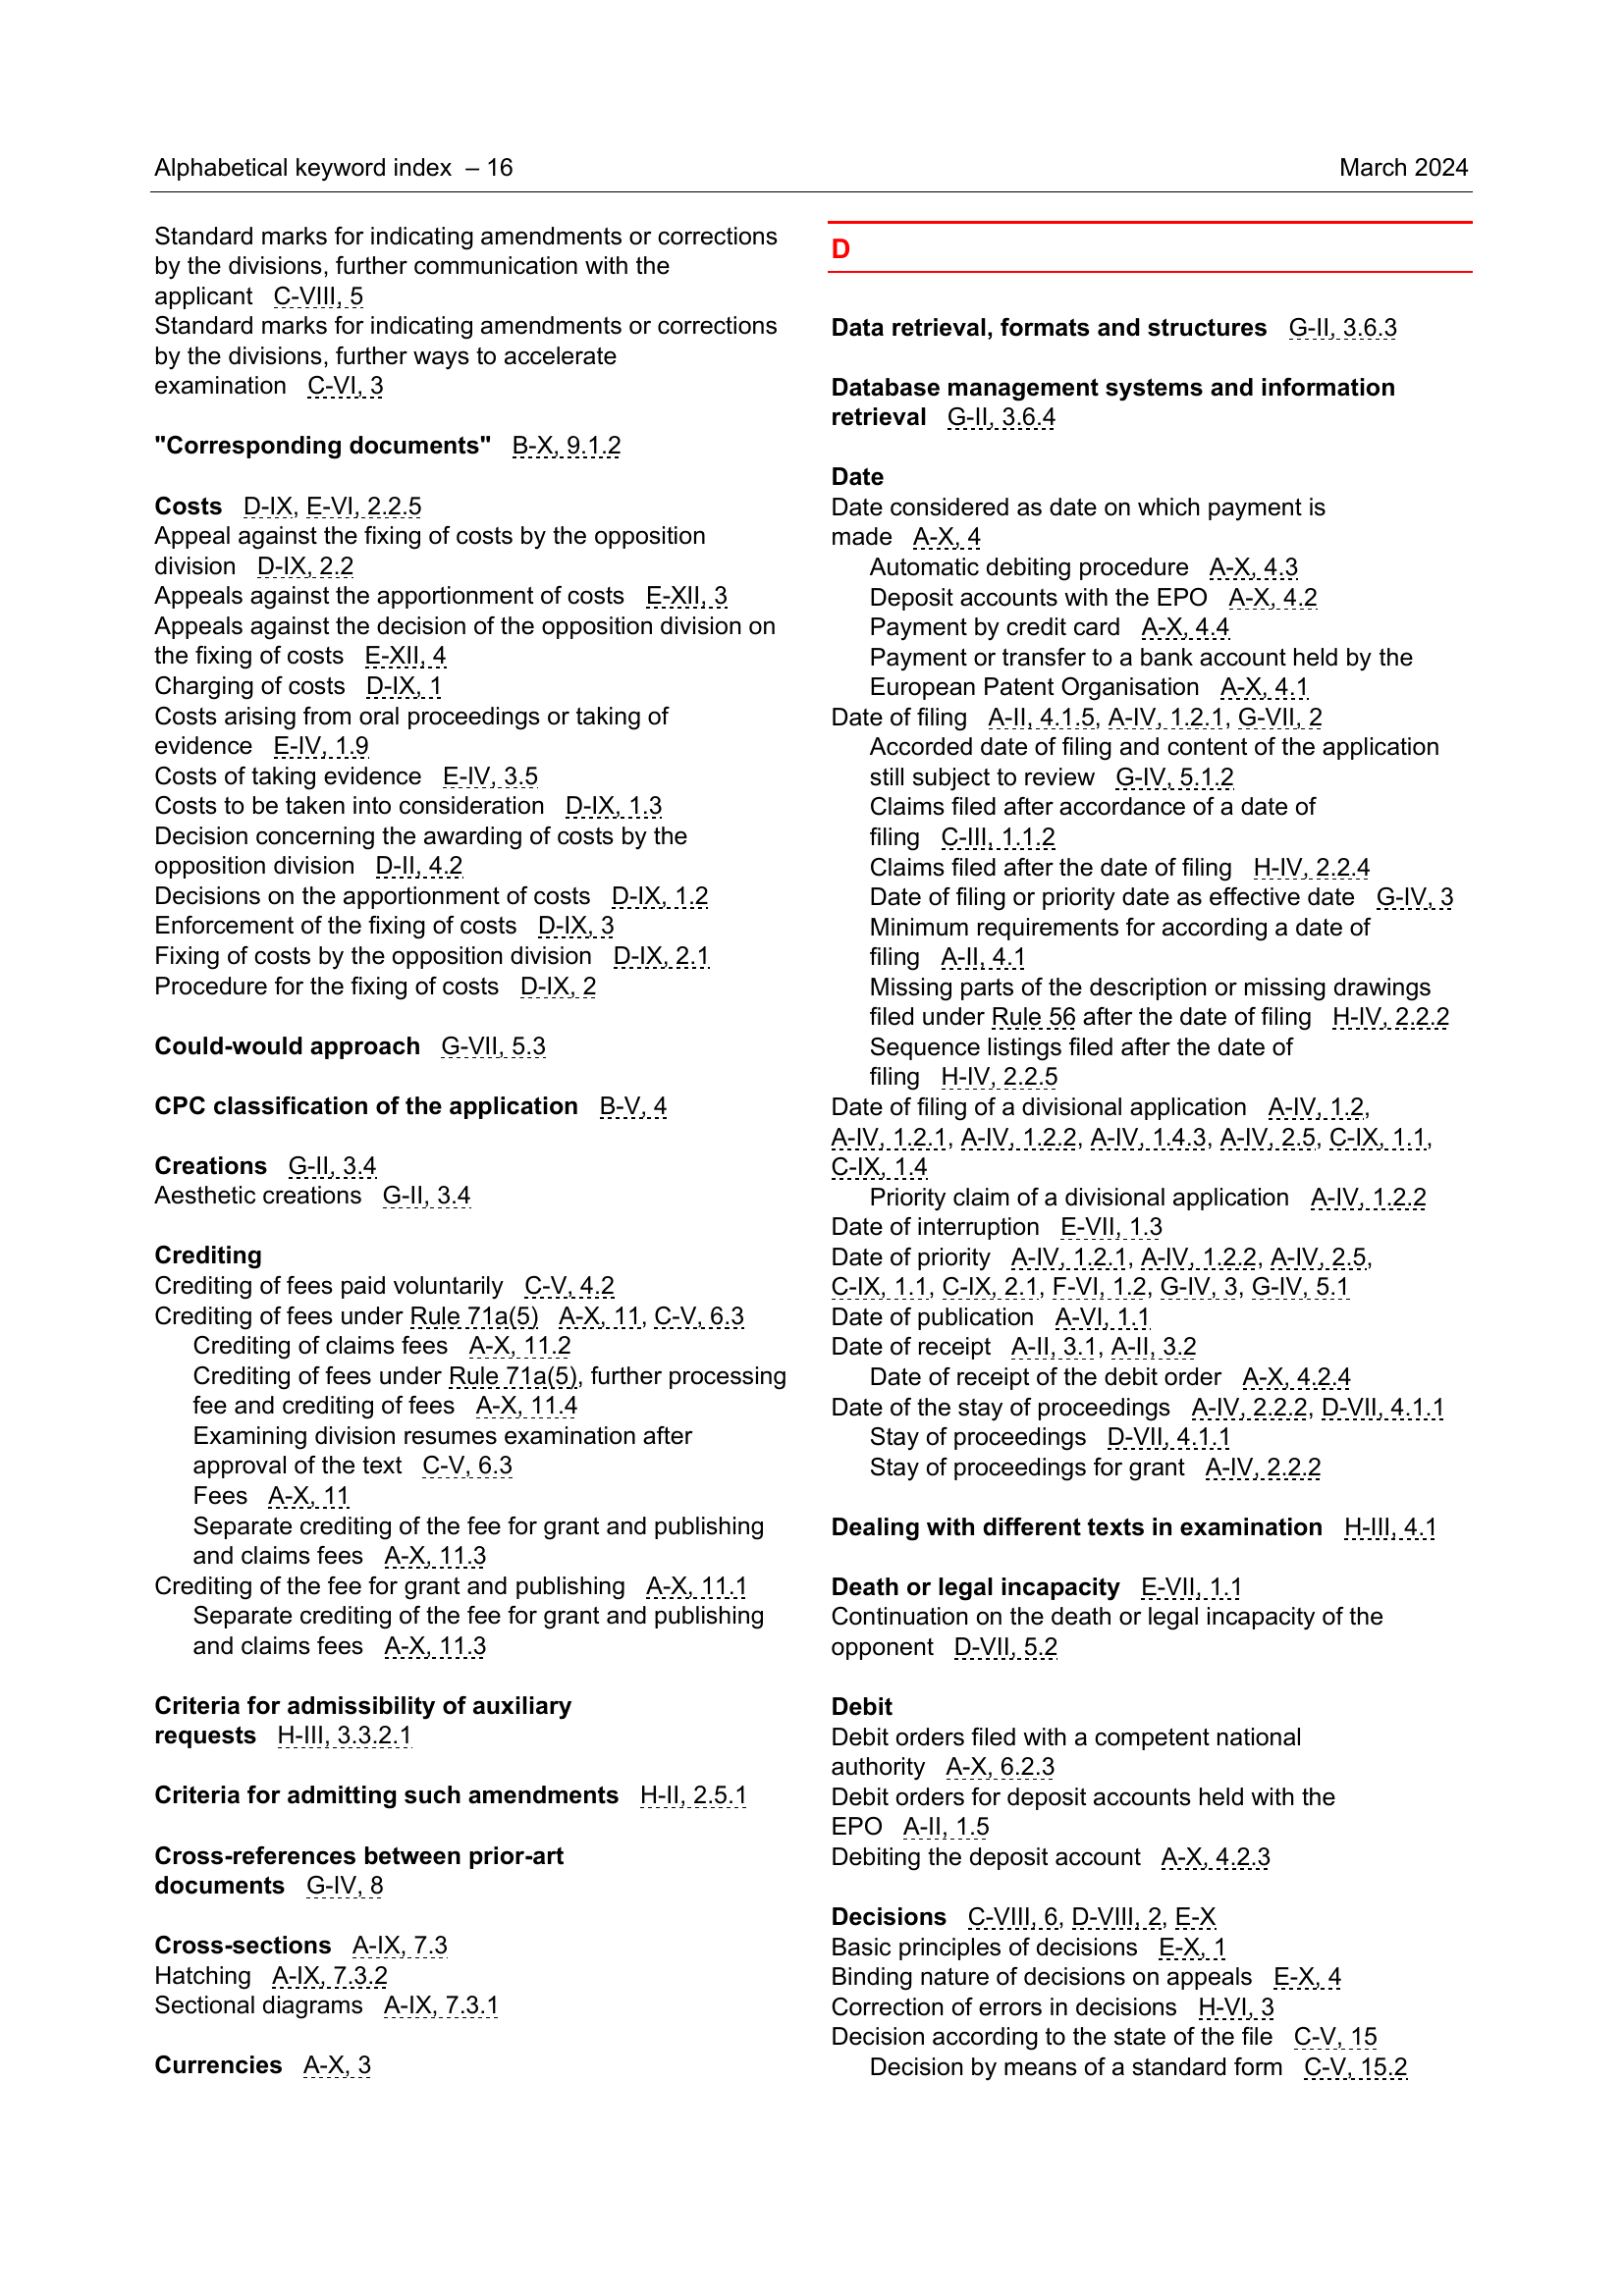 Alphabetical keyword index – 16 March 2024
Standard marks for indicating amendments or corrections
by the divisions, further communication with the
applicant C-VIII, 5
Standard marks for indicating amendments or corrections
by the divisions, further ways to accelerate
examination C-VI, 3
"Corresponding documents" B-X, 9.1.2
Costs D-IX, E-VI, 2.2.5
Appeal against the fixing of costs by the opposition
division D-IX, 2.2
Appeals against the apportionment of costs E-XII, 3
Appeals against the decision of the opposition division on
the fixing of costs E-XII, 4
Charging of costs D-IX, 1
Costs arising from oral proceedings or taking of
evidence E-IV, 1.9
Costs of taking evidence E-IV, 3.5
Costs to be taken into consideration D-IX, 1.3
Decision concerning the awarding of costs by the
opposition division D-II, 4.2
Decisions on the apportionment of costs D-IX, 1.2
Enforcement of the fixing of costs D-IX, 3
Fixing of costs by the opposition division D-IX, 2.1
Procedure for the fixing of costs D-IX, 2
Could-would approach G-VII, 5.3
CPC classification of the application B-V, 4
Creations G-II, 3.4
Aesthetic creations G-II, 3.4
Crediting
Crediting of fees paid voluntarily C-V, 4.2
Crediting of fees under Rule 71a(5) A-X, 11, C-V, 6.3
Crediting of claims fees A-X, 11.2
Crediting of fees under Rule 71a(5), further processing
fee and crediting of fees A-X, 11.4
Examining division resumes examination after
approval of the text C-V, 6.3
Fees A-X, 11
Separate crediting of the fee for grant and publishing
and claims fees A-X, 11.3
Crediting of the fee for grant and publishing A-X, 11.1
Separate crediting of the fee for grant and publishing
and claims fees A-X, 11.3
Criteria for admissibility of auxiliary
requests H-III, 3.3.2.1
Criteria for admitting such amendments H-II, 2.5.1
Cross-references between prior-art
documents G-IV, 8
Cross-sections A-IX, 7.3
Hatching A-IX, 7.3.2
Sectional diagrams A-IX, 7.3.1
Currencies A-X, 3
D
Data retrieval, formats and structures G-II, 3.6.3
Database management systems and information
retrieval G-II, 3.6.4
Date
Date considered as date on which payment is
made A-X, 4
Automatic debiting procedure A-X, 4.3
Deposit accounts with the EPO A-X, 4.2
Payment by credit card A-X, 4.4
Payment or transfer to a bank account held by the
European Patent Organisation A-X, 4.1
Date of filing A-II, 4.1.5, A-IV, 1.2.1, G-VII, 2
Accorded date of filing and content of the application
still subject to review G-IV, 5.1.2
Claims filed after accordance of a date of
filing C-III, 1.1.2
Claims filed after the date of filing H-IV, 2.2.4
Date of filing or priority date as effective date G-IV, 3
Minimum requirements for according a date of
filing A-II, 4.1
Missing parts of the description or missing drawings
filed under Rule 56 after the date of filing H-IV, 2.2.2
Sequence listings filed after the date of
filing H-IV, 2.2.5
Date of filing of a divisional application A-IV, 1.2,
A-IV, 1.2.1, A-IV, 1.2.2, A-IV, 1.4.3, A-IV, 2.5, C-IX, 1.1,
C-IX, 1.4
Priority claim of a divisional application A-IV, 1.2.2
Date of interruption E-VII, 1.3
Date of priority A-IV, 1.2.1, A-IV, 1.2.2, A-IV, 2.5,
C-IX, 1.1, C-IX, 2.1, F-VI, 1.2, G-IV, 3, G-IV, 5.1
Date of publication A-VI, 1.1
Date of receipt A-II, 3.1, A-II, 3.2
Date of receipt of the debit order A-X, 4.2.4
Date of the stay of proceedings A-IV, 2.2.2, D-VII, 4.1.1
Stay of proceedings D-VII, 4.1.1
Stay of proceedings for grant A-IV, 2.2.2
Dealing with different texts in examination H-III, 4.1
Death or legal incapacity E-VII, 1.1
Continuation on the death or legal incapacity of the
opponent D-VII, 5.2
Debit
Debit orders filed with a competent national
authority A-X, 6.2.3
Debit orders for deposit accounts held with the
EPO A-II, 1.5
Debiting the deposit account A-X, 4.2.3
Decisions C-VIII, 6, D-VIII, 2, E-X
Basic principles of decisions E-X, 1
Binding nature of decisions on appeals E-X, 4
Correction of errors in decisions H-VI, 3
Decision according to the state of the file C-V, 15
Decision by means of a standard form C-V, 15.2